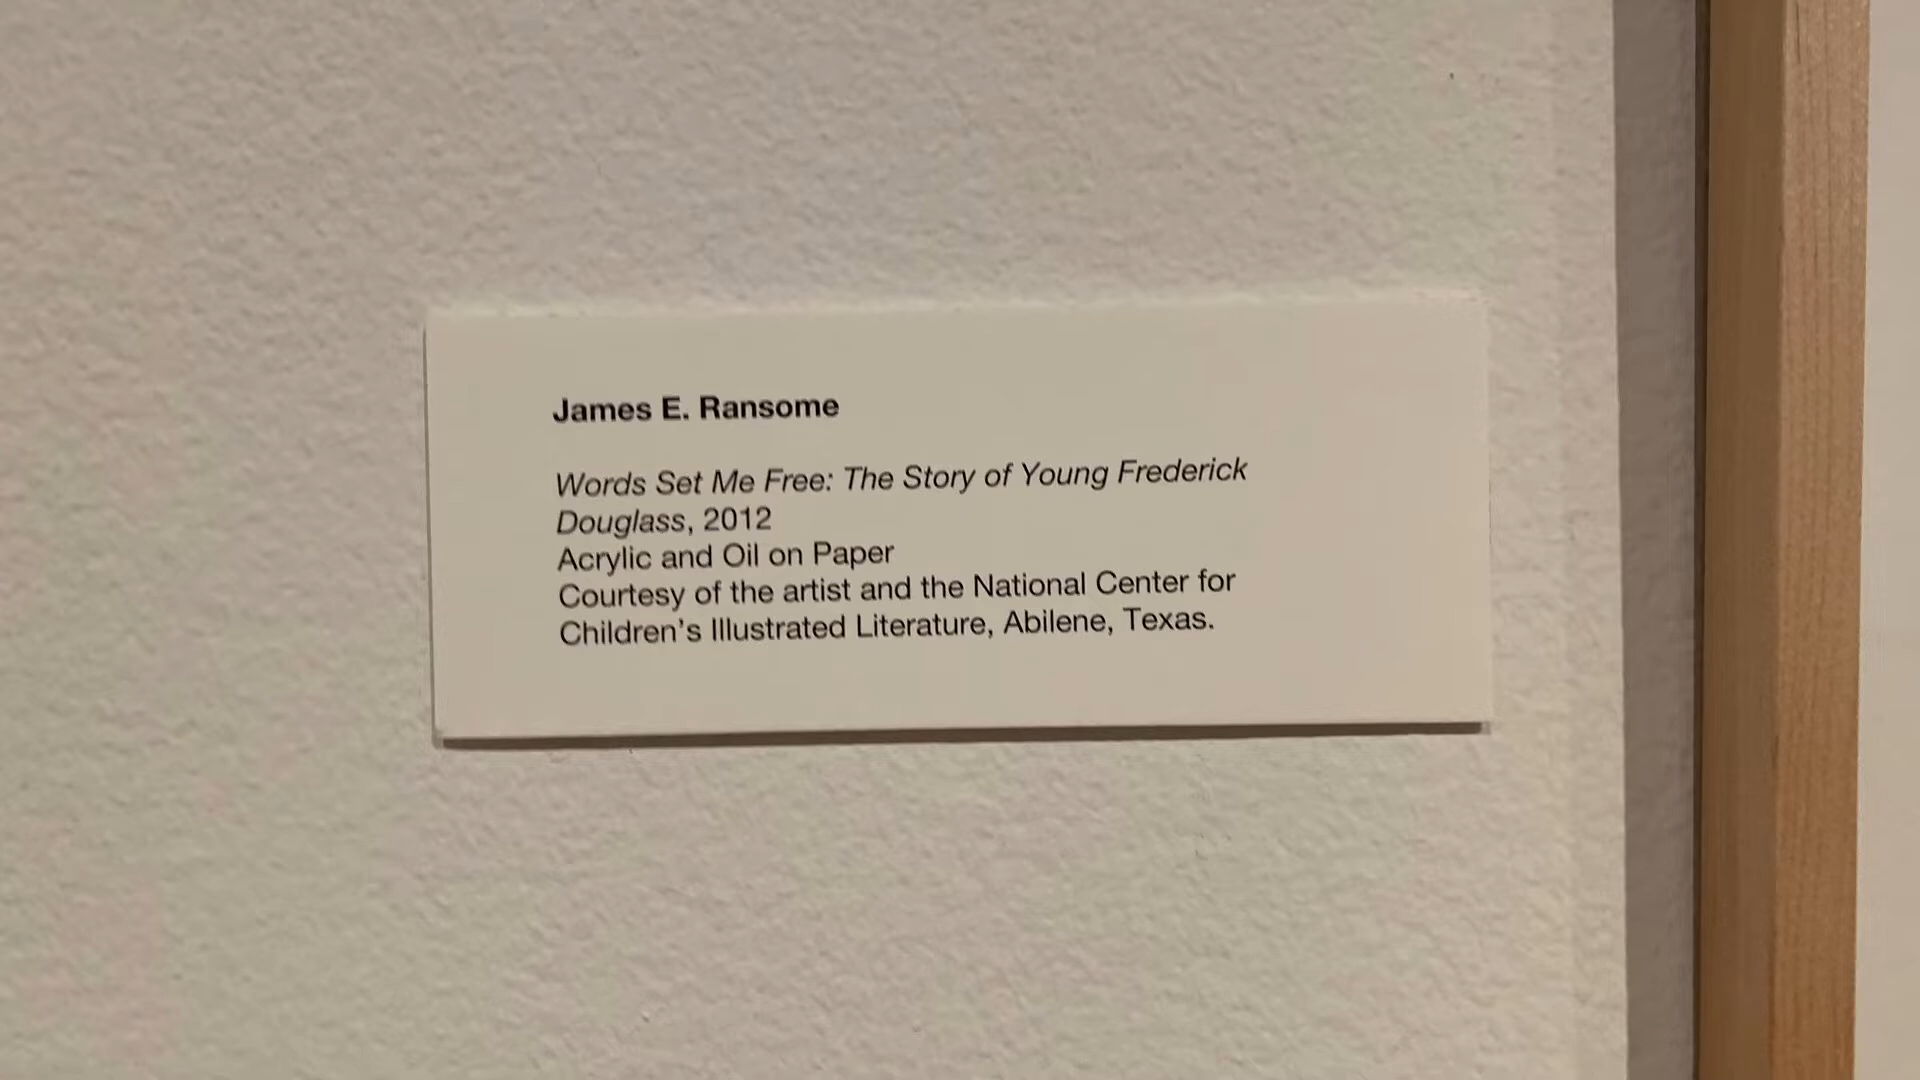 James E. Ransome
Words Set Me Free: The Story of Young Frederick
Douglass, 2012
Acrylic and Oil on Paper
Courtesy of the artist and the National Center for
Children's Illustrated Literature, Abilene, Texas.